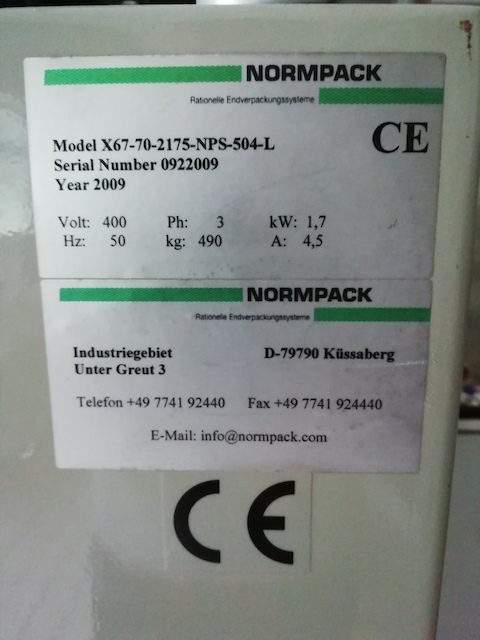 NORMPACK
Rationelle Endverpackungssysteme
Model X67-70-2175-NPS-504-L
Serial Number 0922009
Year 2009
CE
Volt: 400 Ph: 3 kW: 1,7
Hz: 50 kg: 490 A: 4,5
NORMPACK
Rationelle Endverpackungssysteme
Industriegebiet D-79790 Küssaberg
Unter Greut 3
Telefon +49 7741 92440 Fax +49 7741 924440
E-Mail: info@normpack.com
CE